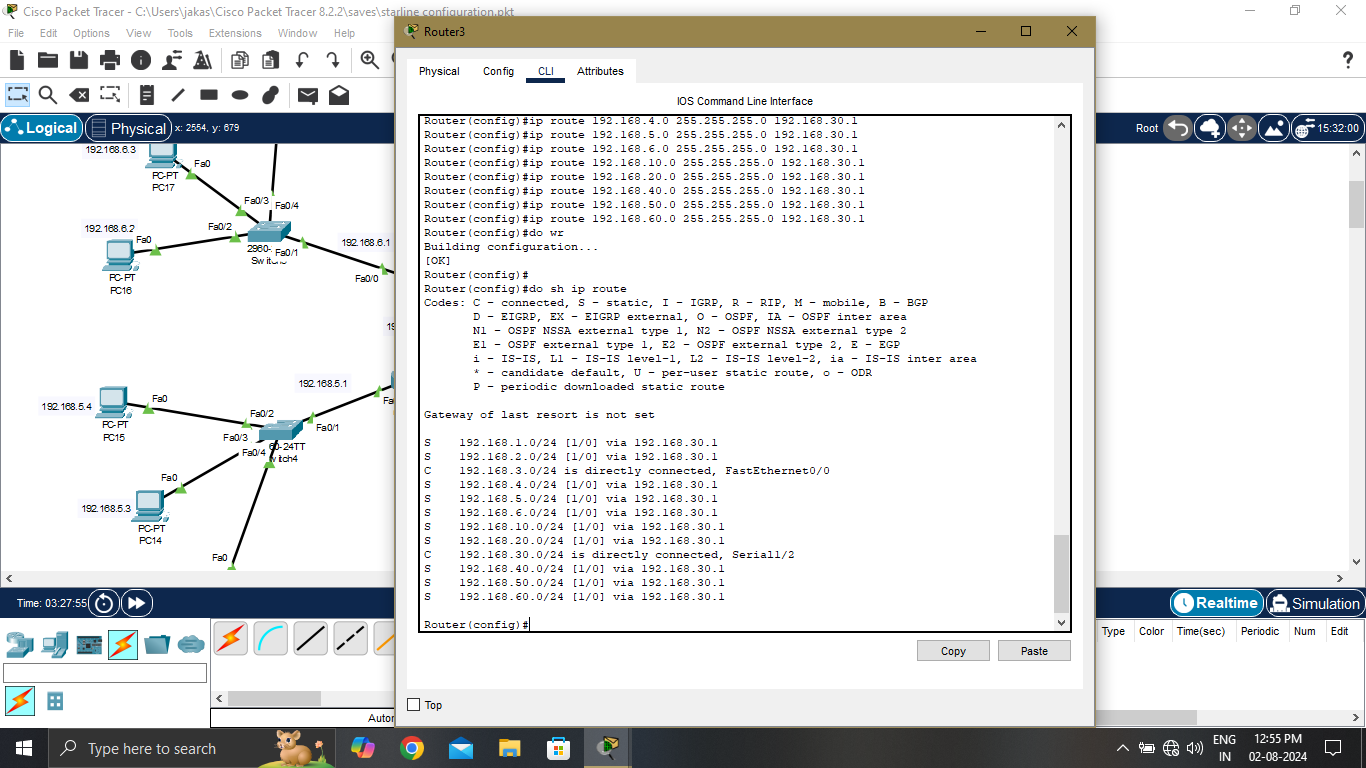 Cisco Packet Tracer - C:\Users\jakas\Cisco Packet Tracer 8.2.2\saves\starline configuration.pkt
File Edit Options View Tools Extensions Window Help
Logical Physical x: 2554, y: 679
Root 15:32:00
192.168.6.3
PC-PT
PC17
Fa0
Fa0/3
Fa0/4
Fa0/2
192.168.6.2
Fa0
PC-PT
PC16
2960-
Fa0/1
192.168.6.1
Fa0/0
192.168.5.1
192.168.5.4
Fa0
PC-PT
PC15
Fa0/2
Fa0/1
Fa0/3
60-24TT
witch4
Fa0/4
Fa0
192.168.5.3
PC-PT
PC14
Fa0
Time: 03:27:55
Realtime Simulation
Type Color Time(sec) Periodic Num Edit
Router3
Physical Config CLI Attributes
IOS Command Line Interface
Router(config)#ip route 192.168.4.0 255.255.255.0 192.168.30.1
Router(config)#ip route 192.168.5.0 255.255.255.0 192.168.30.1
Router(config)#ip route 192.168.6.0 255.255.255.0 192.168.30.1
Router(config)#ip route 192.168.10.0 255.255.255.0 192.168.30.1
Router(config)#ip route 192.168.20.0 255.255.255.0 192.168.30.1
Router(config)#ip route 192.168.40.0 255.255.255.0 192.168.30.1
Router(config)#ip route 192.168.50.0 255.255.255.0 192.168.30.1
Router(config)#ip route 192.168.60.0 255.255.255.0 192.168.30.1
Router(config)#do wr
Building configuration...
[OK]
Router(config)#
Router(config)#do sh ip route
Codes: C - connected, S - static, I - IGRP, R - RIP, M - mobile, B - BGP
D - EIGRP, EX - EIGRP external, O - OSPF, IA - OSPF inter area
N1 - OSPF NSSA external type 1, N2 - OSPF NSSA external type 2
E1 - OSPF external type 1, E2 - OSPF external type 2, E - EGP
i - IS-IS, L1 - IS-IS level-1, L2 - IS-IS level-2, ia - IS-IS inter area
* - candidate default, U - per-user static route, o - ODR
P - periodic downloaded static route
Gateway of last resort is not set
S 192.168.1.0/24 [1/0] via 192.168.30.1
S 192.168.2.0/24 [1/0] via 192.168.30.1
C 192.168.3.0/24 is directly connected, FastEthernet0/0
S 192.168.4.0/24 [1/0] via 192.168.30.1
S 192.168.5.0/24 [1/0] via 192.168.30.1
S 192.168.6.0/24 [1/0] via 192.168.30.1
S 192.168.10.0/24 [1/0] via 192.168.30.1
S 192.168.20.0/24 [1/0] via 192.168.30.1
C 192.168.30.0/24 is directly connected, Serial1/2
S 192.168.40.0/24 [1/0] via 192.168.30.1
S 192.168.50.0/24 [1/0] via 192.168.30.1
S 192.168.60.0/24 [1/0] via 192.168.30.1
Router(config)#
Copy Paste
Top
Type here to search
ENG
IN
12:55 PM
02-08-2024